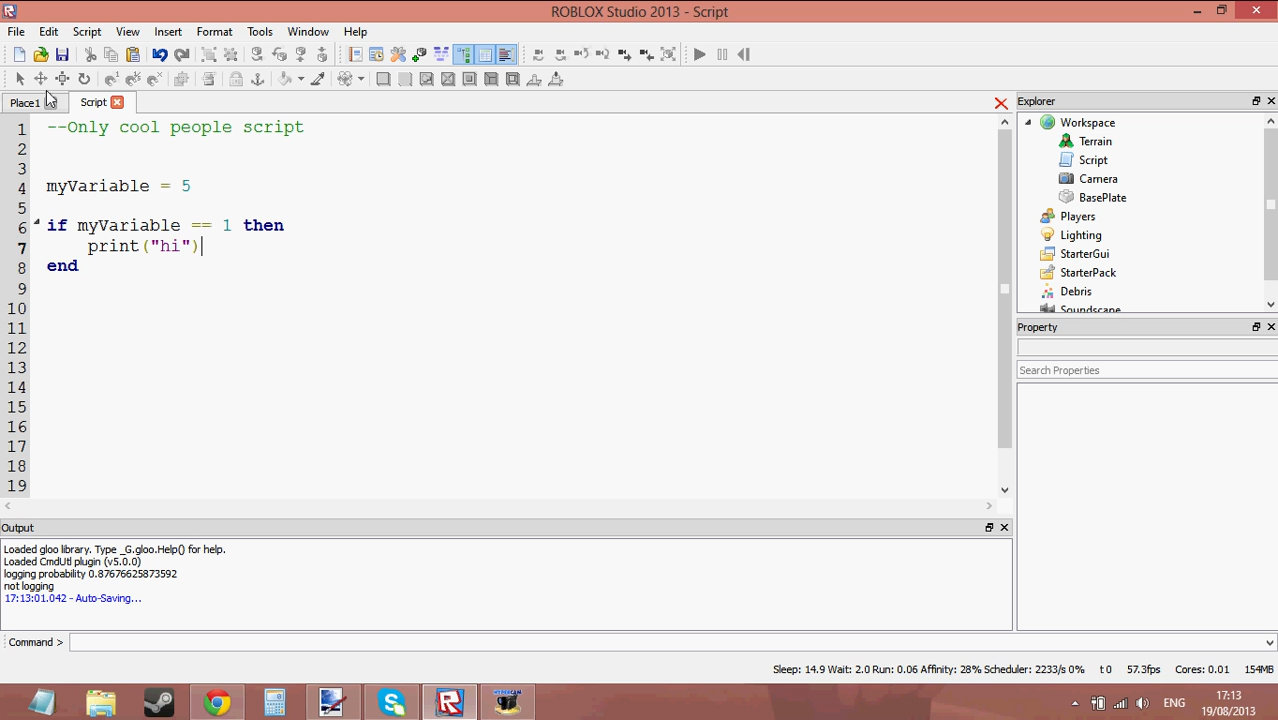 ROBLOX Studio 2013 - Script
File Edit Script View Insert Format Tools Window Help
Place1 Script
1 --Only cool people script
2
3
4 myVariable = 5
5
6 if myVariable == 1 then
7 print("hi")
8 end
9
10
11
12
13
14
15
16
17
18
19
Explorer
Workspace
Terrain
Script
Camera
BasePlate
Players
Lighting
StarterGui
StarterPack
Debris
Soundscape
Property
Search Properties
Output
Loaded gloo library. Type _G.gloo.Help() for help.
Loaded CmdUtl plugin (v5.0.0)
logging probability 0.87676625873592
not logging
17:13:01.042 - Auto-Saving...
Command >
Sleep: 14.9 Wait: 2.0 Run: 0.06 Affinity: 28% Scheduler: 2233/s 0% t 0 57.3fps Cores: 0.01 154MB
ENG
17:13
19/08/2013